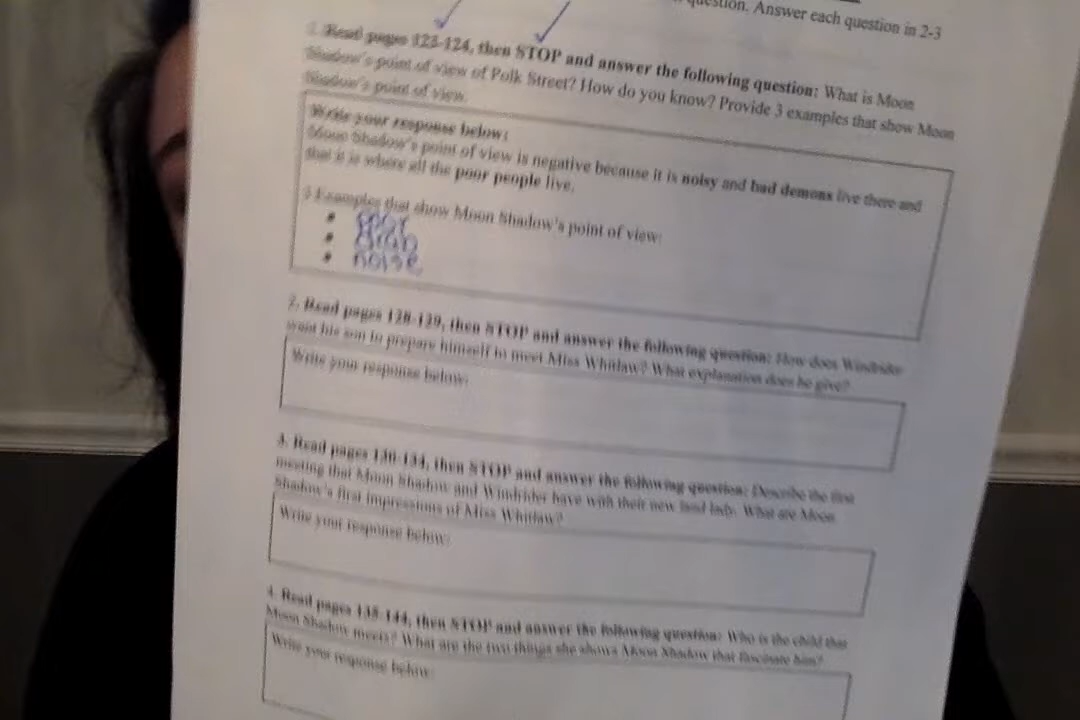 question. Answer each question in 2-3
1. Read pages 123-124, then STOP and answer the following question: What is Moon
Shadow's point of view of Polk Street? How do you know? Provide 3 examples that show Moon
Shadow's point of view.
Write your response below:
Moon Shadow's point of view is negative because it is noisy and bad demons live there and
that it is where all the poor people live.
3 Examples that show Moon Shadow's point of view:
noise
2. Read pages 128-129, then STOP and answer the following question: How does Windrider
want his son to prepare himself to meet Miss Whitlaw? What explanation does he give?
Write your response below:
3. Read pages 130-134, then STOP and answer the following question: Describe the first
meeting that Moon Shadow and Windrider have with their new land lady. What are Moon
Shadow's first impressions of Miss Whitlaw?
Write your response below:
4. Read pages 135-144, then STOP and answer the following question: Who is the child that
Moon Shadow meets? What are the two things she shows Moon Shadow that fascinate him?
Write your response below: